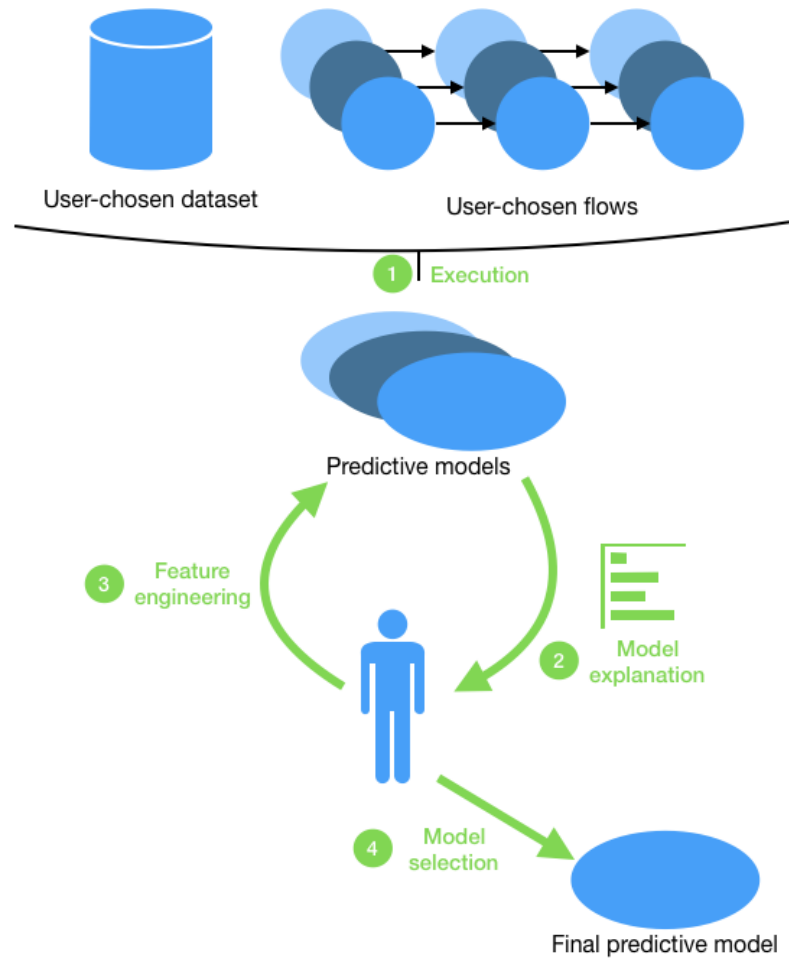 User-chosen dataset
User-chosen flows
1 Execution
Predictive models
3 Feature
engineering
2 Model
explanation
4 Model
selection
Final predictive model